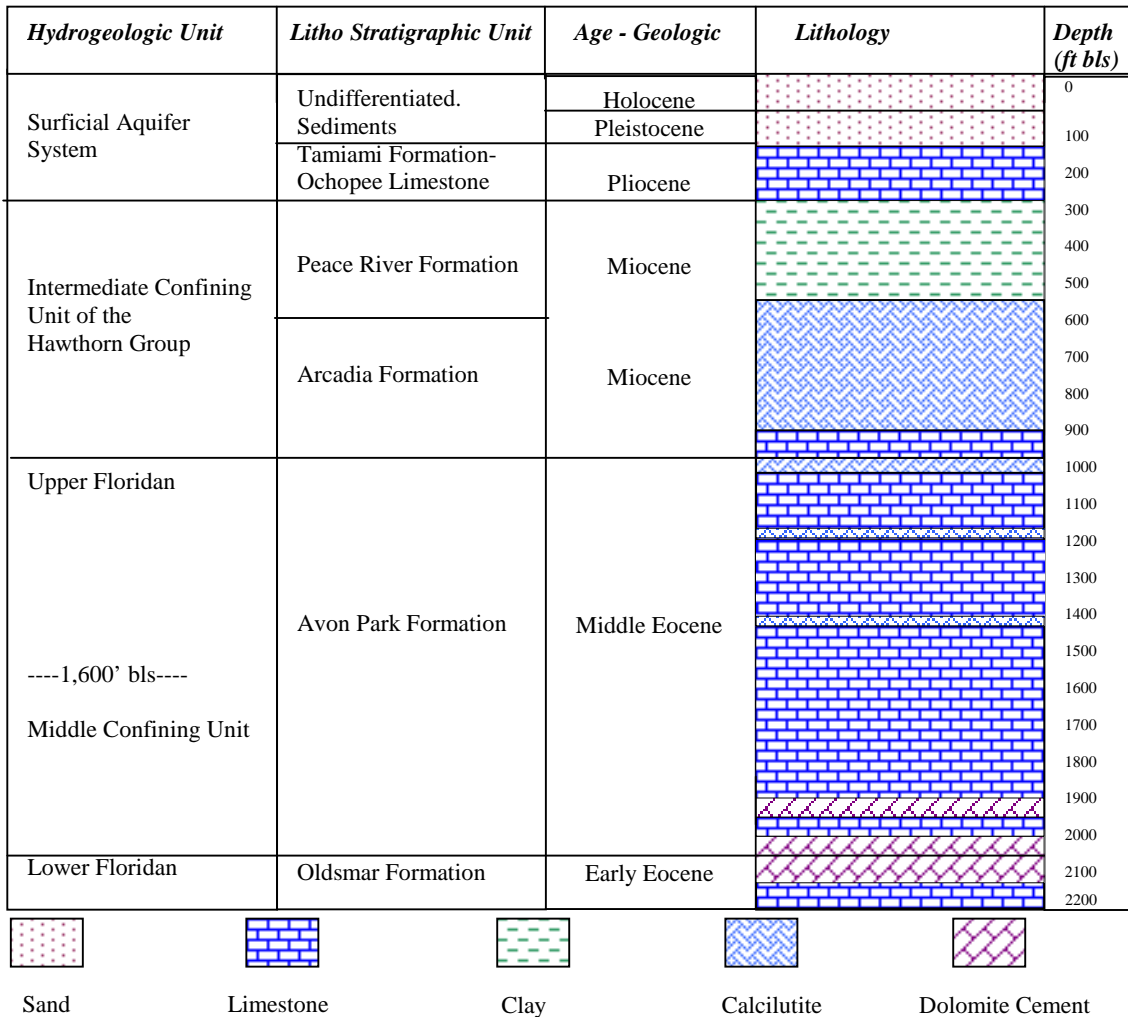 Hydrogeologic Unit
Litho Stratigraphic Unit
Age - Geologic
Lithology
Depth
(ft bls)
Surficial Aquifer
System
Undifferentiated.
Sediments
Tamiami Formation-
Ochopee Limestone
Holocene
Pleistocene
Pliocene
0
100
200
Intermediate Confining
Unit of the
Hawthorn Group
Peace River Formation
Miocene
Arcadia Formation
Miocene
300
400
500
600
700
800
900
Upper Floridan
----1,600’ bls----
Middle Confining Unit
Avon Park Formation
Middle Eocene
1000
1100
1200
1300
1400
1500
1600
1700
1800
1900
2000
Lower Floridan
Oldsmar Formation
Early Eocene
2100
2200
Sand
Limestone
Clay
Calcilutite
Dolomite Cement